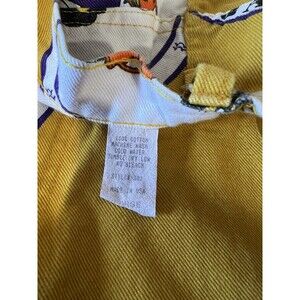 100% COTTON
MACHINE WASH
COLD WATER
TUMBLE DRY LOW
NO BLEACH
MADE IN USA